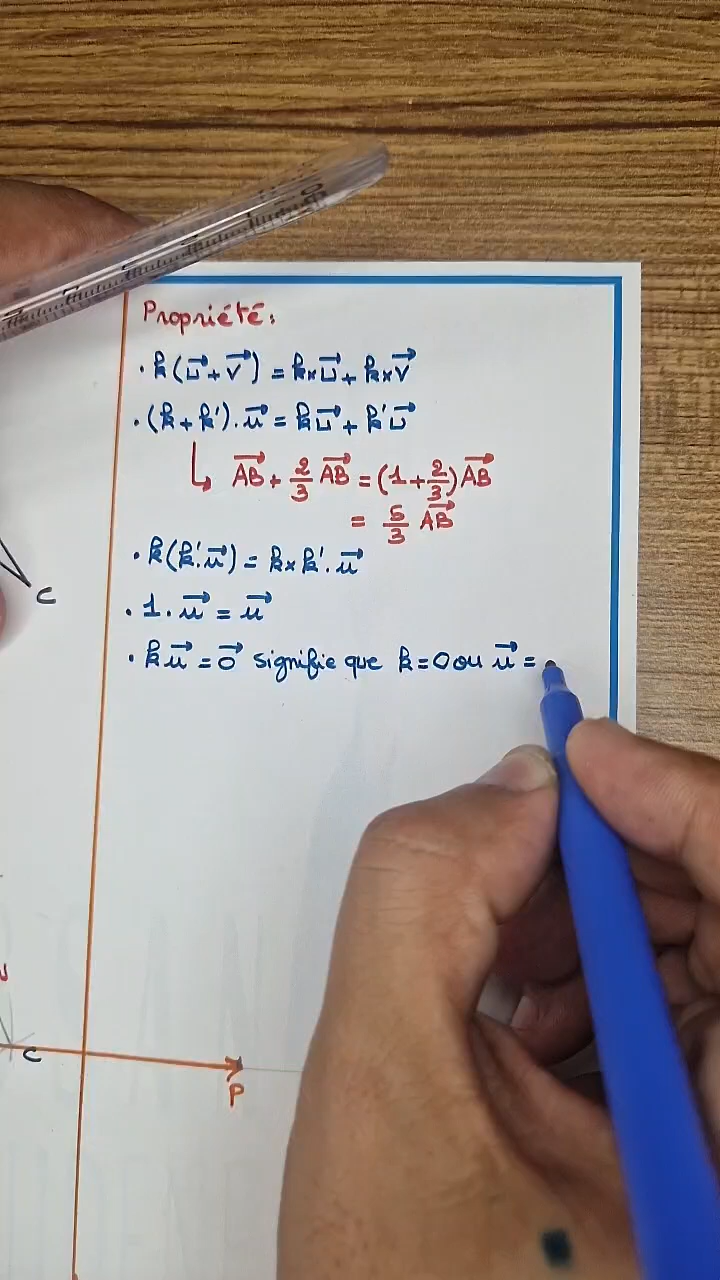 Propriété:
• k(u⃗ + v⃗) = k×u⃗ + k×v⃗
• (k + k').u⃗ = ku⃗ + k'u⃗
↳ AB⃗ + 2/3 AB⃗ = (1 + 2/3)AB⃗
= 5/3 AB⃗
• k(k'.u⃗) = k×k'.u⃗
C
• 1.u⃗ = u⃗
• ku⃗ = 0⃗ signifie que k = 0 ou u⃗ =
C
P